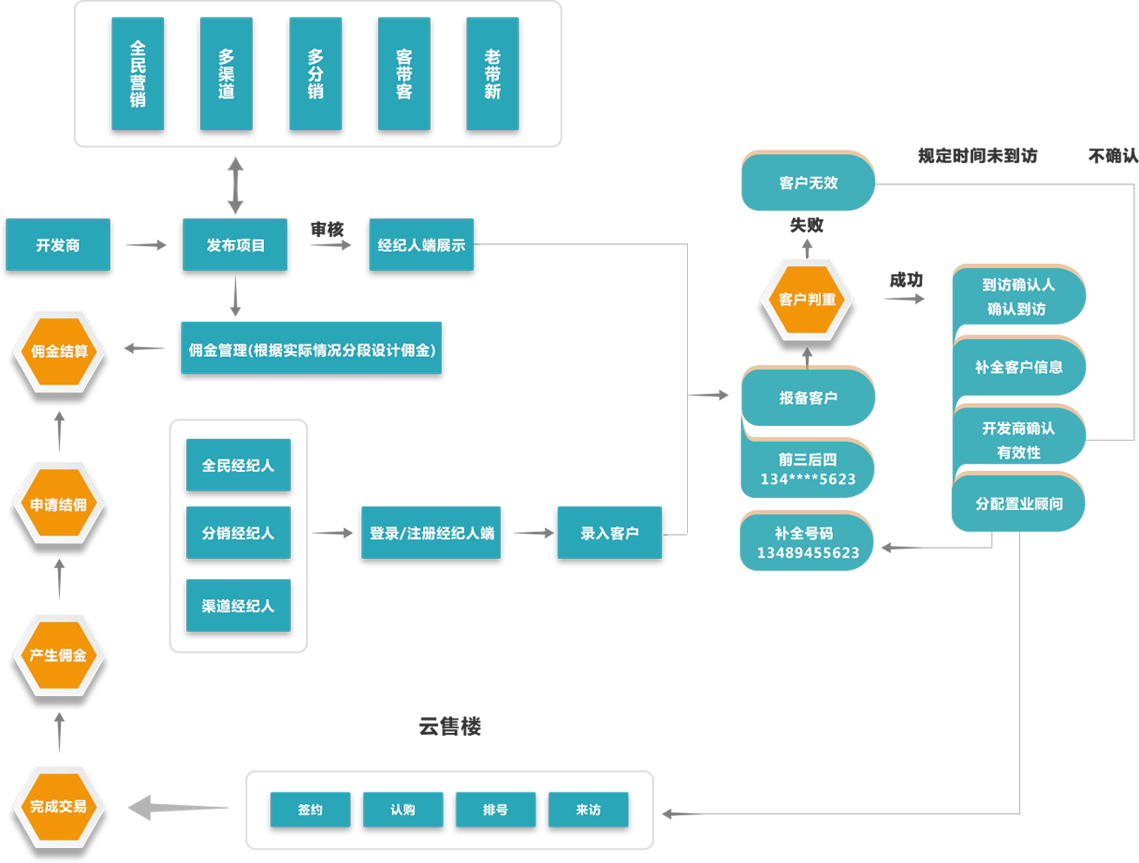 全民营销
多渠道
多分销
客带客
老带新
规定时间未到访
不确认
客户无效
失败
开发商
发布项目
审核
经纪人端展示
客户判重
成功
到访确认人
确认到访
佣金结算
佣金管理(根据实际情况分段设计佣金)
补全客户信息
报备客户
开发商确认
有效性
全民经纪人
前三后四
134****5623
申请结佣
分配置业顾问
分销经纪人
登录/注册经纪人端
录入客户
补全号码
13489455623
渠道经纪人
产生佣金
云售楼
完成交易
签约
认购
排号
来访